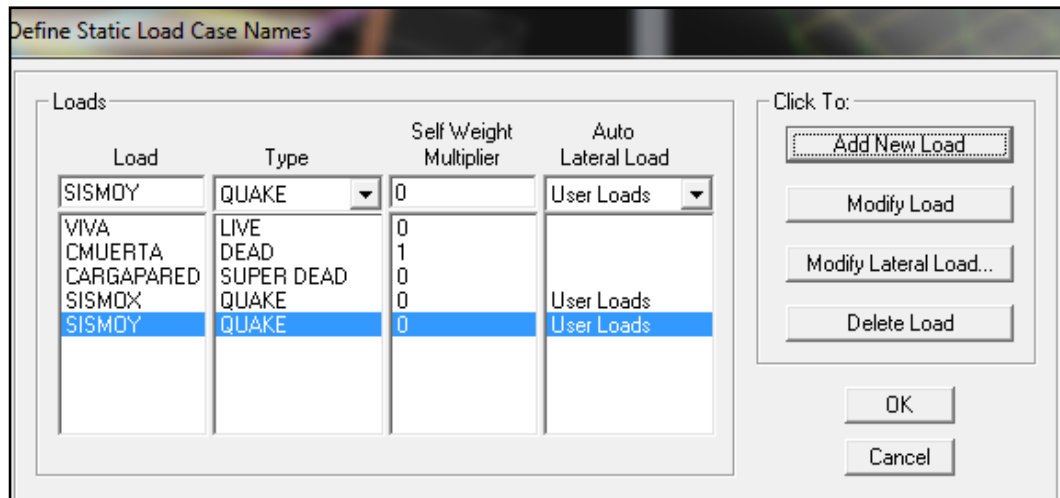 Define Static Load Case Names
Loads
Click To:
Load Type Self Weight Multiplier Auto Lateral Load
SISMOY QUAKE 0 User Loads
VIVA LIVE 0
CMUERTA DEAD 1
CARGAPARED SUPER DEAD 0
SISMOX QUAKE 0 User Loads
SISMOY QUAKE 0 User Loads
Add New Load
Modify Load
Modify Lateral Load...
Delete Load
OK
Cancel